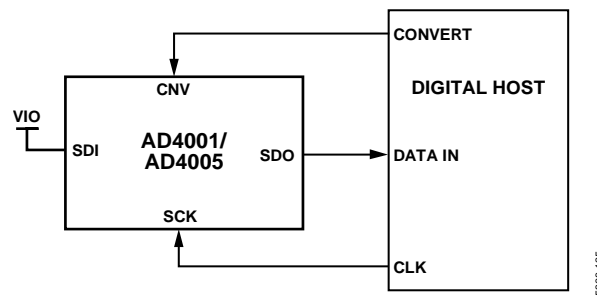 CONVERT
CNV
DIGITAL HOST
VIO
SDI
AD4001/
AD4005
SDO
DATA IN
SCK
CLK